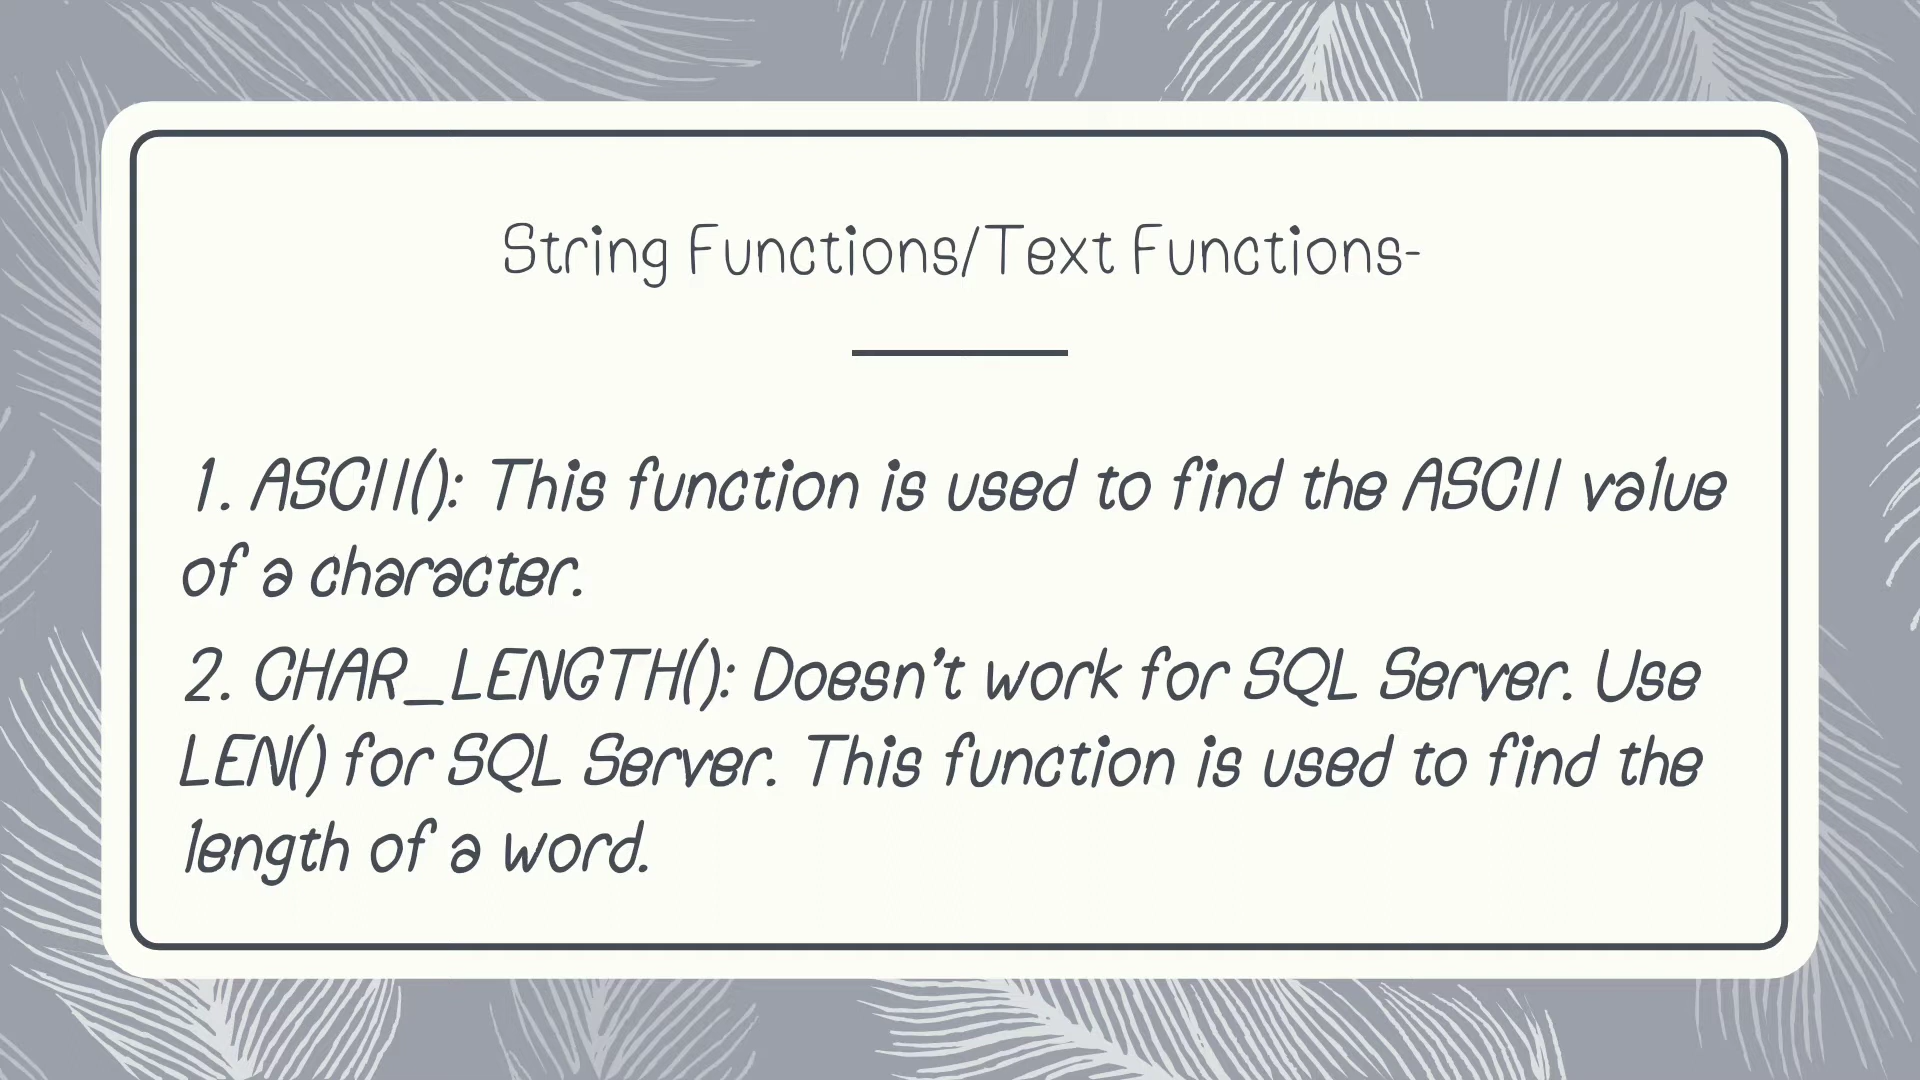 String Functions/Text Functions-
1. ASCII(): This function is used to find the ASCII value
of a character.
2. CHAR_LENGTH(): Doesn't work for SQL Server. Use
LEN() for SQL Server. This function is used to find the
length of a word.